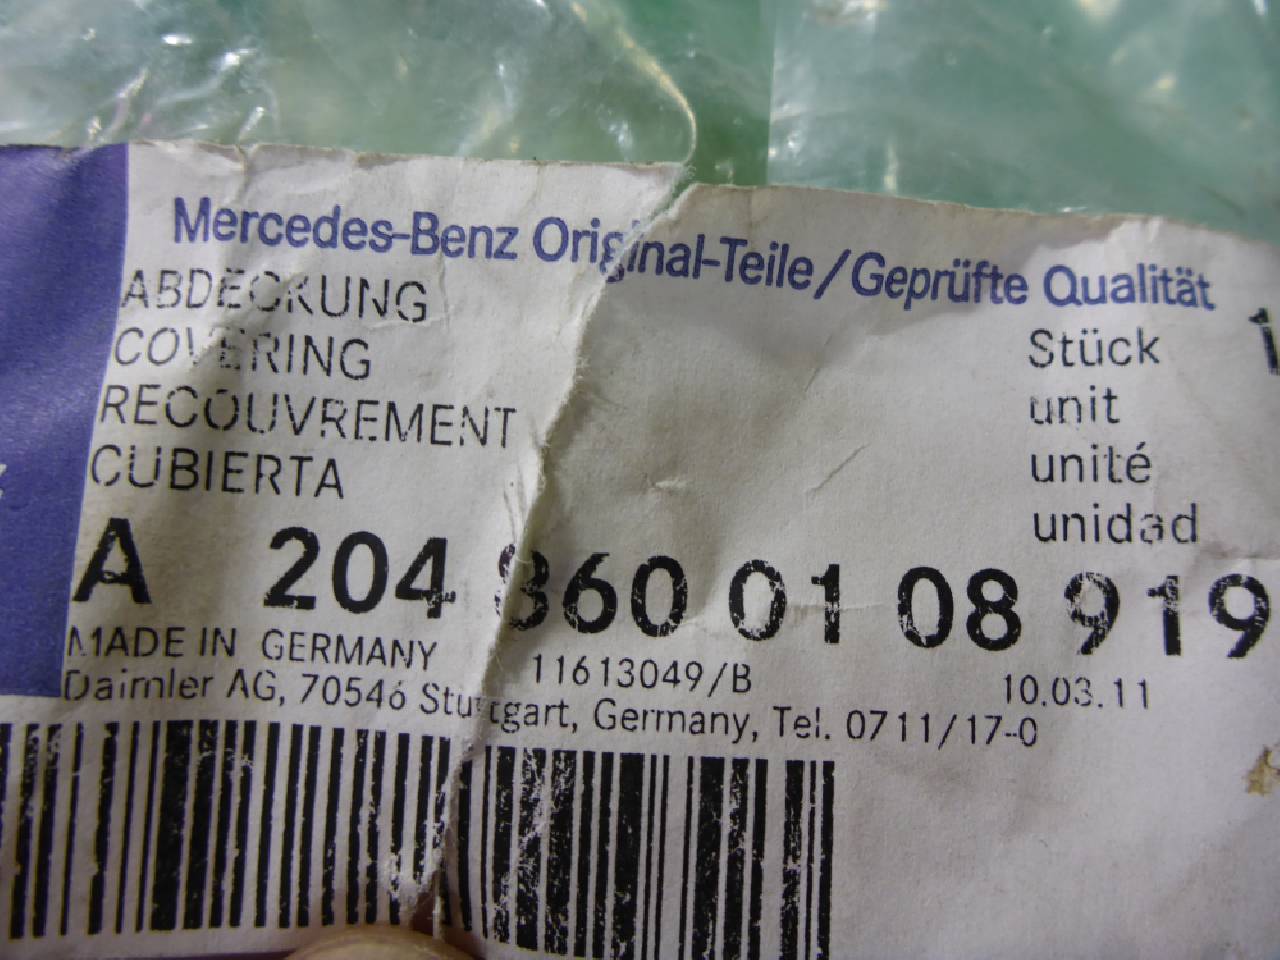 Mercedes-Benz Original-Teile/Geprüfte Qualität
ABDECKUNG
COVERING
RECOUVREMENT
CUBIERTA
Stück 1
unit
unité
unidad
A 204 860 01 08 919
MADE IN GERMANY 11613049/B 10.03.11
Daimler AG, 70546 Stuttgart, Germany, Tel. 0711/17-0